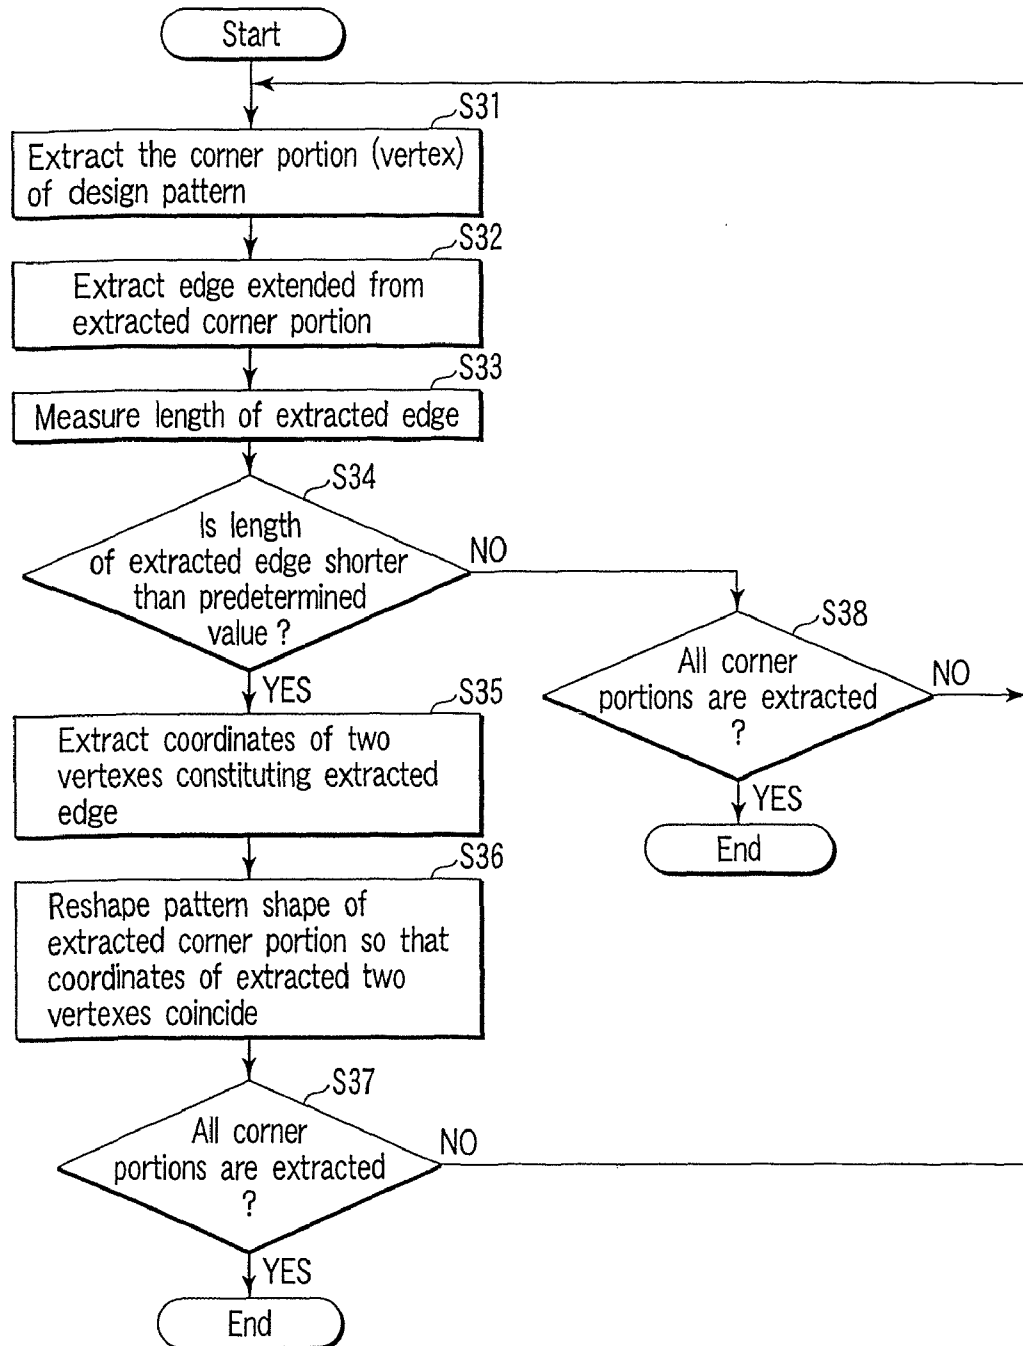 Start
S31
Extract the corner portion (vertex)
of design pattern
S32
Extract edge extended from
extracted corner portion
S33
Measure length of extracted edge
S34
Is length
of extracted edge shorter
than predetermined
value ?
NO
YES
S38
All corner
portions are extracted
?
NO
YES
End
S35
Extract coordinates of two
vertexes constituting extracted
edge
S36
Reshape pattern shape of
extracted corner portion so that
coordinates of extracted two
vertexes coincide
S37
All corner
portions are extracted
?
NO
YES
End